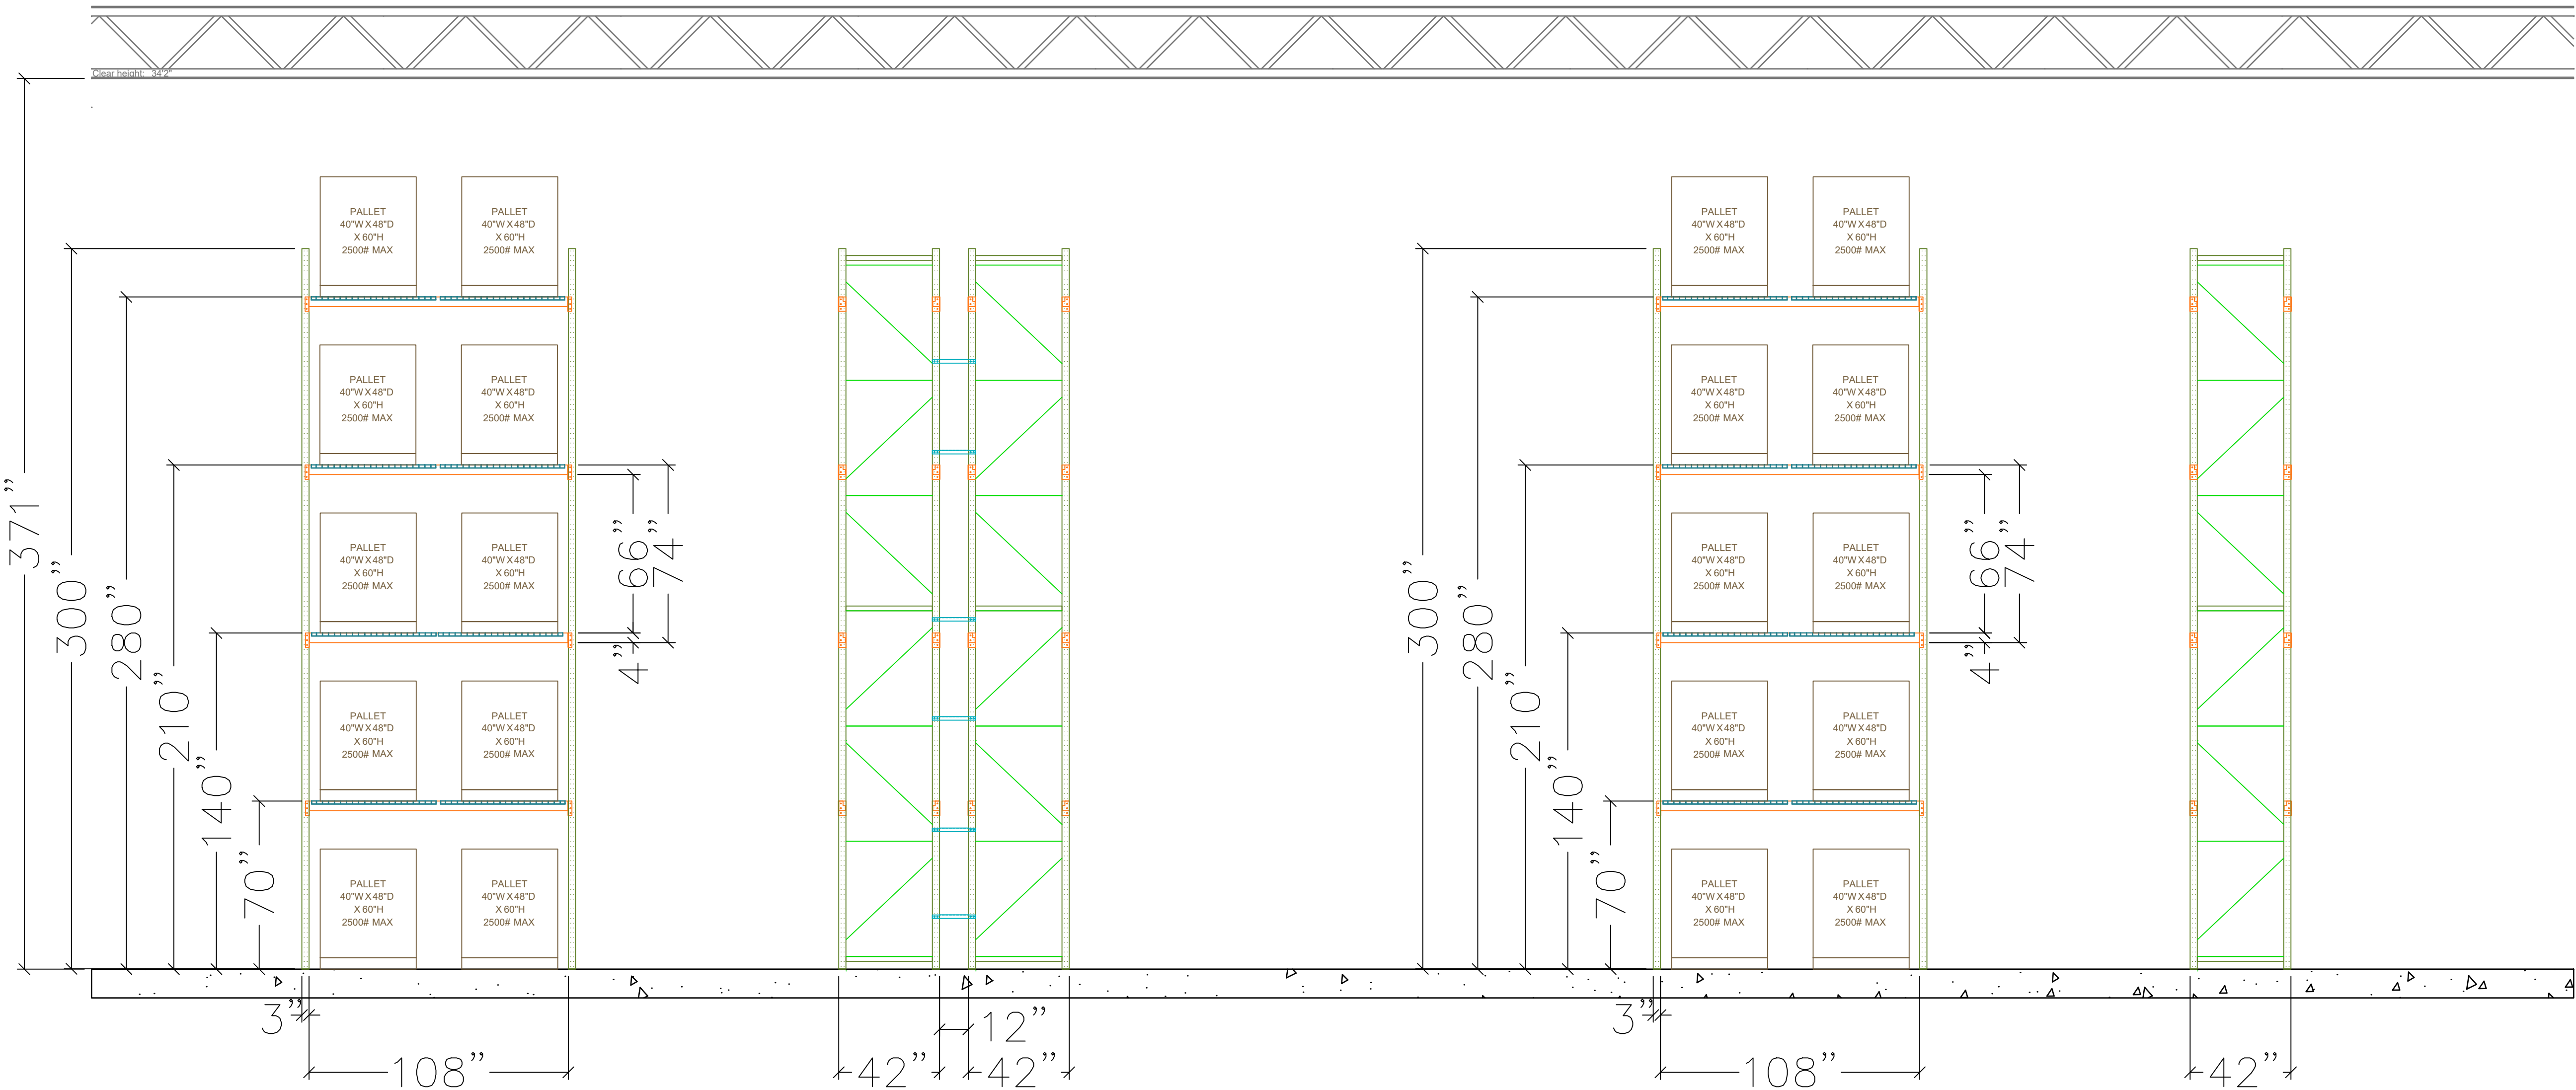 Clear height: 34'2"
PALLET
40"W X 48"D
X 60"H
2500# MAX
PALLET
40"W X 48"D
X 60"H
2500# MAX
PALLET
40"W X 48"D
X 60"H
2500# MAX
PALLET
40"W X 48"D
X 60"H
2500# MAX
PALLET
40"W X 48"D
X 60"H
2500# MAX
PALLET
40"W X 48"D
X 60"H
2500# MAX
PALLET
40"W X 48"D
X 60"H
2500# MAX
PALLET
40"W X 48"D
X 60"H
2500# MAX
PALLET
40"W X 48"D
X 60"H
2500# MAX
PALLET
40"W X 48"D
X 60"H
2500# MAX
371"
300"
280"
210"
140"
70"
66"
74"
4"
3"
108"
42"
12"
42"
PALLET
40"W X 48"D
X 60"H
2500# MAX
PALLET
40"W X 48"D
X 60"H
2500# MAX
PALLET
40"W X 48"D
X 60"H
2500# MAX
PALLET
40"W X 48"D
X 60"H
2500# MAX
PALLET
40"W X 48"D
X 60"H
2500# MAX
PALLET
40"W X 48"D
X 60"H
2500# MAX
PALLET
40"W X 48"D
X 60"H
2500# MAX
PALLET
40"W X 48"D
X 60"H
2500# MAX
PALLET
40"W X 48"D
X 60"H
2500# MAX
PALLET
40"W X 48"D
X 60"H
2500# MAX
300"
280"
210"
140"
70"
66"
74"
4"
3"
108"
42"